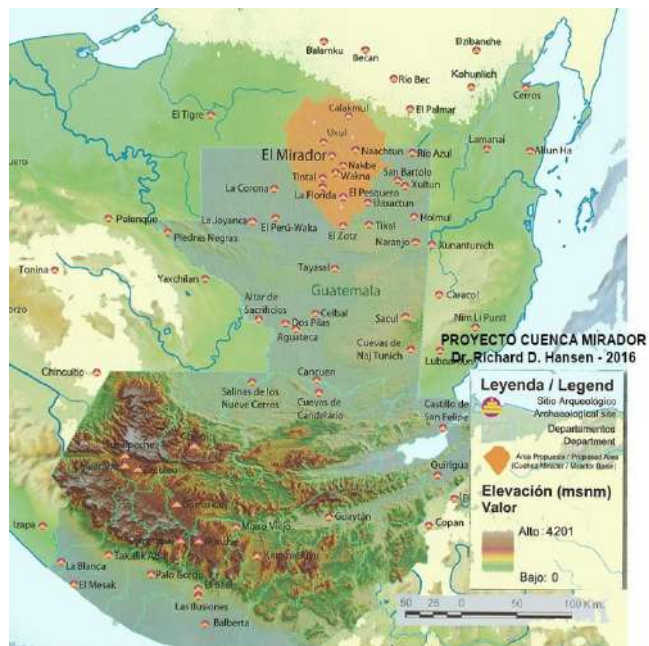 Balamku
Becan
Dzibanche
Rio Bec
Kohunlich
Cerros
El Tigre
Calakmul
El Palmar
Uxul
Lamanai
Altun Ha
El Mirador
Naachtun
Rio Azul
Nakbe
San Bartolo
Tintal
Wakna
Xultun
La Corona
La Florida
El Pesquero
Uaxactun
Palenque
La Joyanca
El Perú-Waka
El Zotz
Tikal
Holmul
Piedras Negras
Naranjo
Xunantunich
Tonina
Yaxchilan
Tayasal
Guatemala
Caracol
Altar de
Sacrificios
Ceibal
Dos Pilas
Aguateca
Sacul
Nim Li Punit
Cuevas de
Naj Tunich
PROYECTO CUENCA MIRADOR
Dr. Richard D. Hansen - 2016
Chincultic
Cancuen
Salinas de los
Nueve Cerros
Cuevas de
Candelario
Castillo de
San Felipe
Leyenda / Legend
Sitio Arqueológico
Archaeological site
Departamentos
Department
Area Propuesta / Proposed Area
(Cuenca Mirador / Mirador Basin)
Elevación (msnm)
Valor
Alto: 4201
Bajo: 0
Quirigúa
Copan
Izapa
Guaytán
Mixco Viejo
Takalik Abaj
La Blanca
El Mesak
Palo Gordo
El Baúl
Las Ilusiones
Balberta
50 25 0 50 100 Km.